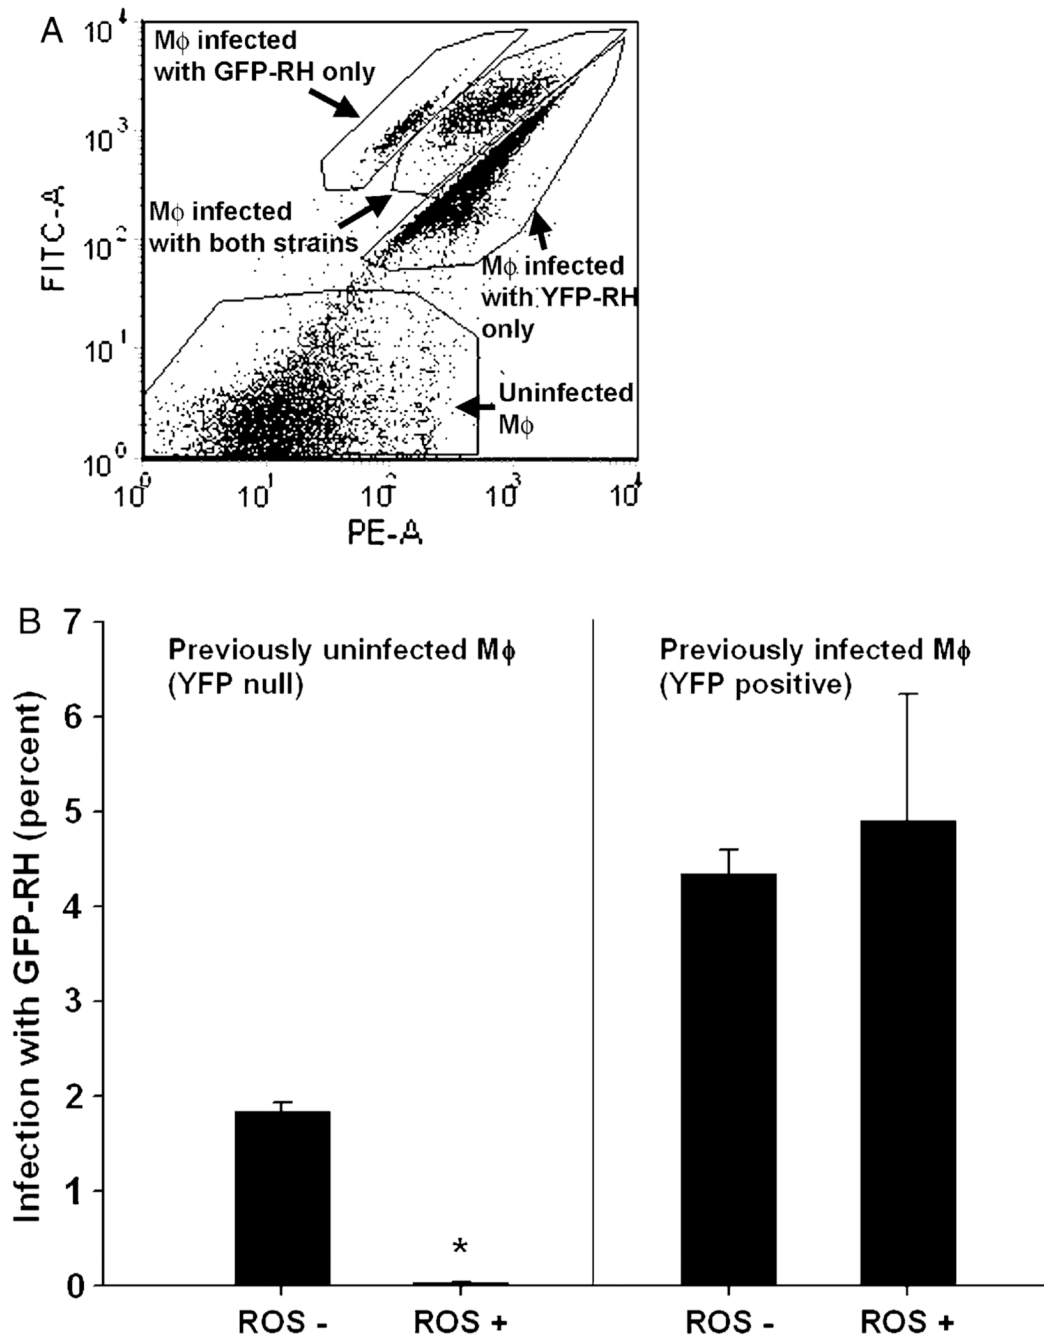 A
Mϕ infected
with GFP-RH only
Mϕ infected
with both strains
Mϕ infected
with YFP-RH
only
Uninfected
Mϕ
FITC-A
10⁴
10³
10²
10¹
10⁰
10⁰ 10¹ 10² 10³ 10⁴
PE-A
B
Infection with GFP-RH (percent)
7
6
5
4
3
2
1
0
Previously uninfected Mϕ
(YFP null)
Previously infected Mϕ
(YFP positive)
*
ROS - ROS + ROS - ROS +